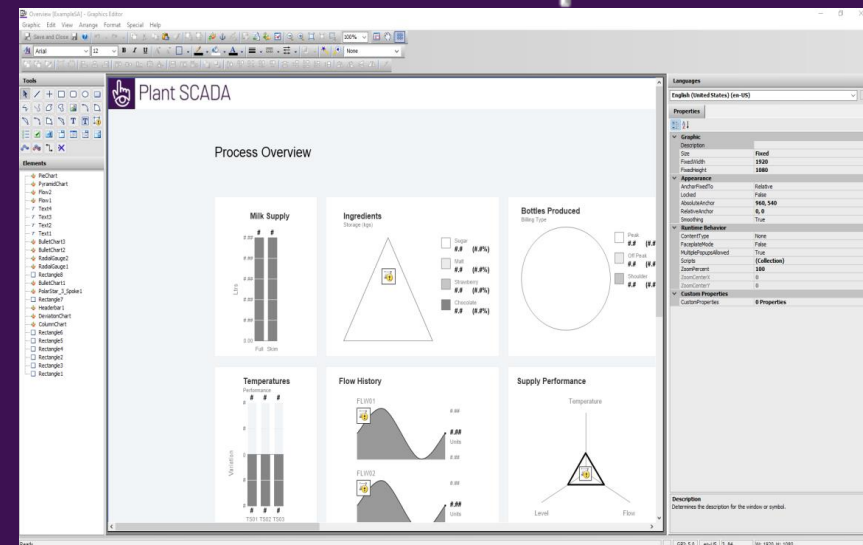 Overview [ExampleSA] - Graphics Editor
Graphic Edit View Arrange Format Special Help
Save and Close
100%
Arial
12
B I U
None
Tools
Elements
PieChart
PyramidChart
Flow2
Flow1
Text4
Text3
Text2
Text1
BulletChart3
BulletChart2
RadialGauge2
RadialGauge1
Rectangle8
BulletChart1
PolarStar_3_Spoke1
Rectangle7
Headerbar1
DeviationChart
ColumnChart
Rectangle6
Rectangle5
Rectangle4
Rectangle2
Rectangle3
Rectangle1
Plant SCADA
Process Overview
Milk Supply
# #
#.##
#.##
#.##
#.##
#.##
Ltrs
Full Skim
Ingredients
Storage (kgs)
Sugar
#.# (#.#%)
Malt
#.# (#.#%)
Strawberry
#.# (#.#%)
Chocolate
#.# (#.#%)
Bottles Produced
Billing Type
Peak
#.# (#.#
Off Peak
#.# (#.#
Shoulder
#.# (#.#
Temperatures
Performance
# # #
#
#
#
#
#
Variation
TS01 TS02 TS03
Flow History
FLW01
#.##
#.##
Units
#.##
FLW02
#.##
#.##
Units
Supply Performance
Temperature
Level
Flow
Languages
English (United States) (en-US)
Properties
Graphic
Description
Size Fixed
FixedWidth 1920
FixedHeight 1080
Appearance
AnchorFixedTo Relative
Locked False
AbsoluteAnchor 960, 540
RelativeAnchor 0, 0
Smoothing True
Runtime Behavior
ContentType None
FaceplateMode False
MultiplePopupsAllowed True
Scripts (Collection)
ZoomPercent 100
ZoomCenterX 0
ZoomCenterY 0
Custom Properties
CustomProperties 0 Properties
Description
Determines the description for the window or symbol.
Ready
en-US